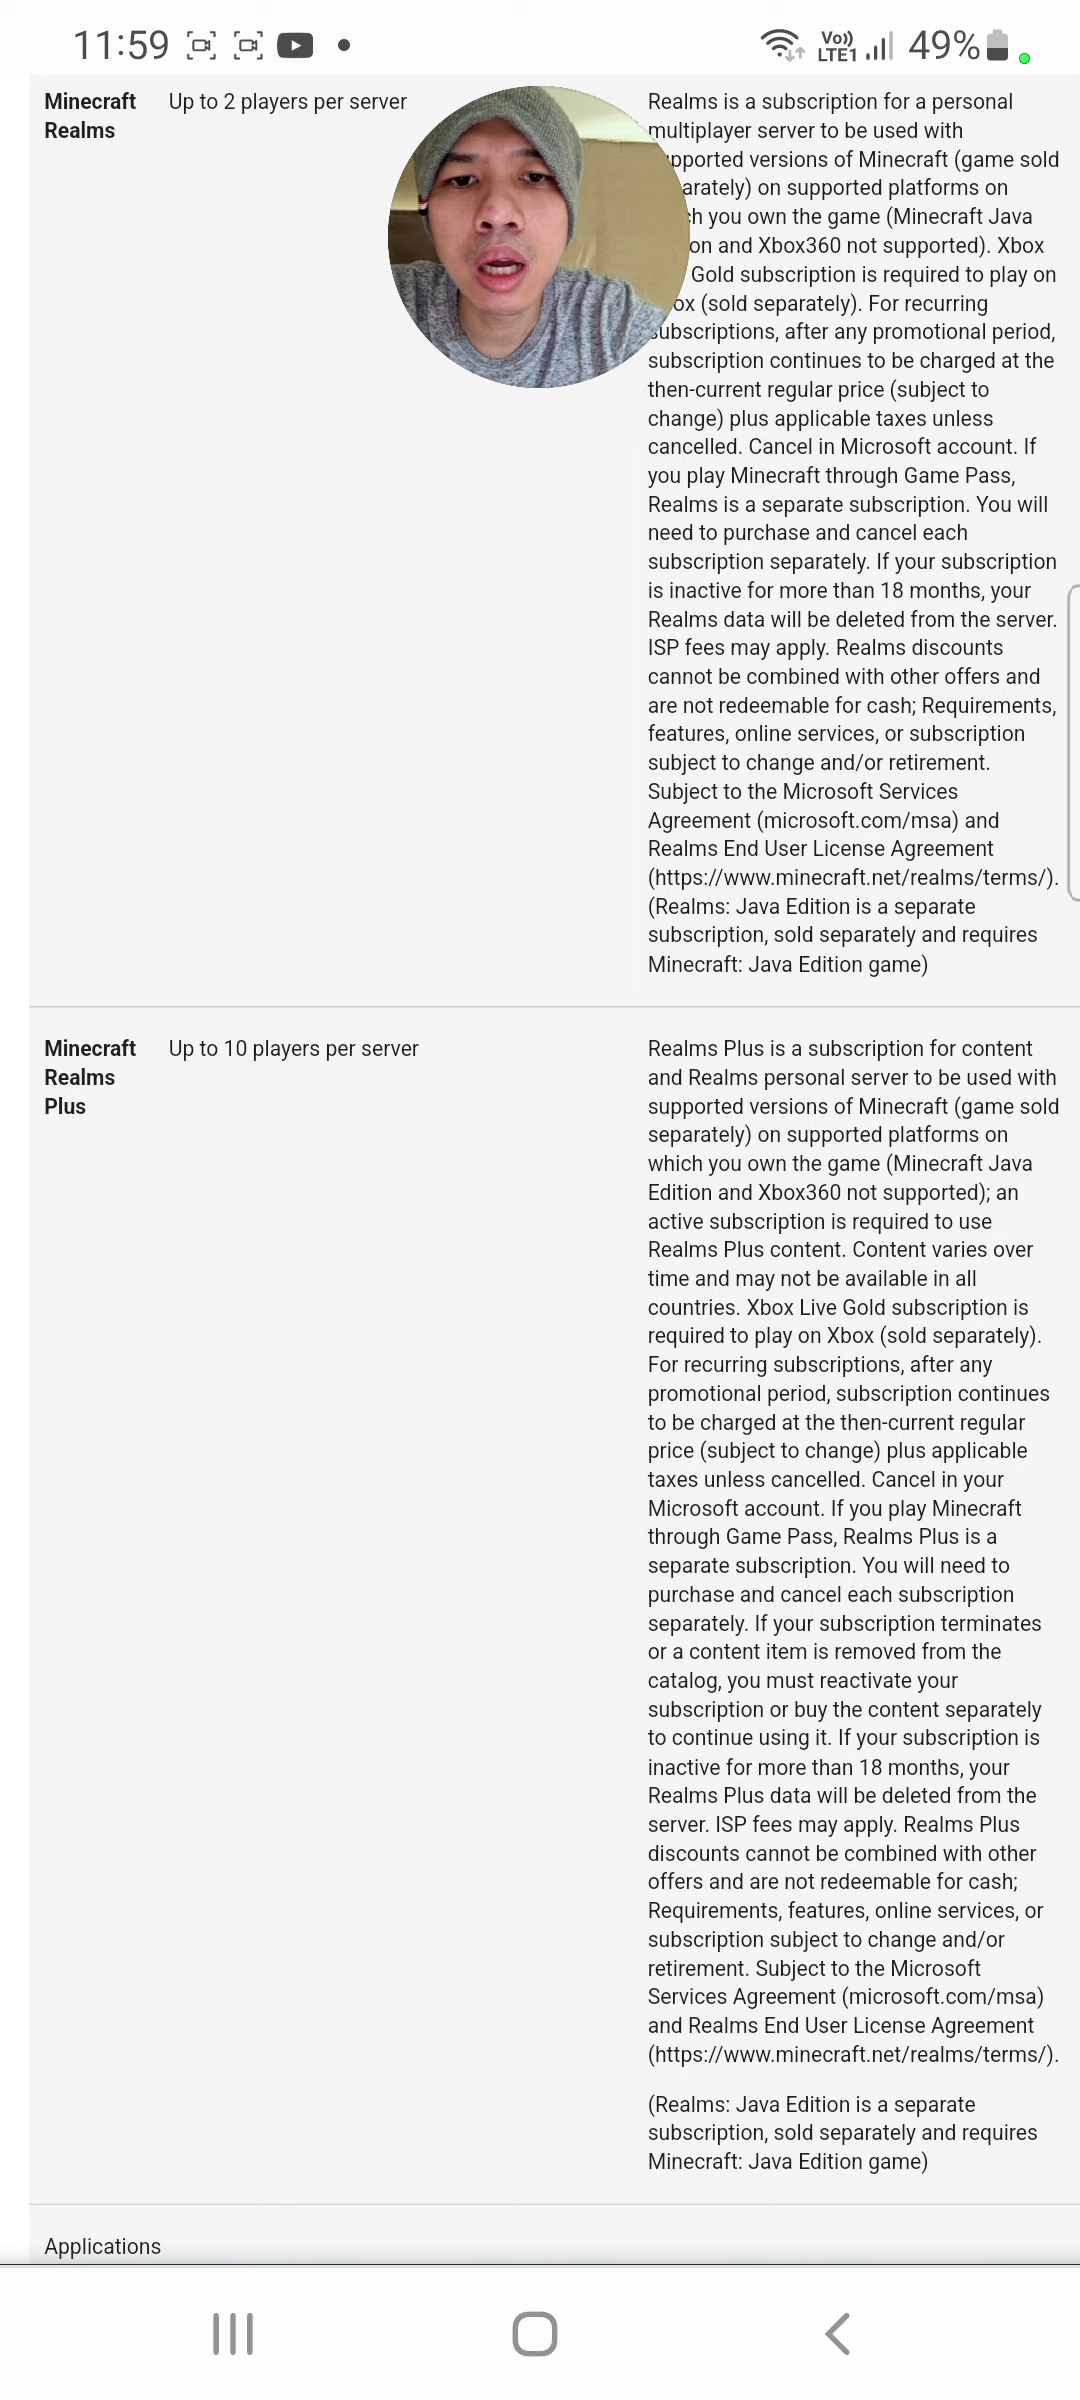 11:59
Vo))
LTE1
49%
Minecraft
Realms
Up to 2 players per server
Realms is a subscription for a personal
multiplayer server to be used with
supported versions of Minecraft (game sold
separately) on supported platforms on
which you own the game (Minecraft Java
Edition and Xbox360 not supported). Xbox
Gold subscription is required to play on
Xbox (sold separately). For recurring
subscriptions, after any promotional period,
subscription continues to be charged at the
then-current regular price (subject to
change) plus applicable taxes unless
cancelled. Cancel in Microsoft account. If
you play Minecraft through Game Pass,
Realms is a separate subscription. You will
need to purchase and cancel each
subscription separately. If your subscription
is inactive for more than 18 months, your
Realms data will be deleted from the server.
ISP fees may apply. Realms discounts
cannot be combined with other offers and
are not redeemable for cash; Requirements,
features, online services, or subscription
subject to change and/or retirement.
Subject to the Microsoft Services
Agreement (microsoft.com/msa) and
Realms End User License Agreement
(https://www.minecraft.net/realms/terms/).
(Realms: Java Edition is a separate
subscription, sold separately and requires
Minecraft: Java Edition game)
Minecraft
Realms
Plus
Up to 10 players per server
Realms Plus is a subscription for content
and Realms personal server to be used with
supported versions of Minecraft (game sold
separately) on supported platforms on
which you own the game (Minecraft Java
Edition and Xbox360 not supported); an
active subscription is required to use
Realms Plus content. Content varies over
time and may not be available in all
countries. Xbox Live Gold subscription is
required to play on Xbox (sold separately).
For recurring subscriptions, after any
promotional period, subscription continues
to be charged at the then-current regular
price (subject to change) plus applicable
taxes unless cancelled. Cancel in your
Microsoft account. If you play Minecraft
through Game Pass, Realms Plus is a
separate subscription. You will need to
purchase and cancel each subscription
separately. If your subscription terminates
or a content item is removed from the
catalog, you must reactivate your
subscription or buy the content separately
to continue using it. If your subscription is
inactive for more than 18 months, your
Realms Plus data will be deleted from the
server. ISP fees may apply. Realms Plus
discounts cannot be combined with other
offers and are not redeemable for cash;
Requirements, features, online services, or
subscription subject to change and/or
retirement. Subject to the Microsoft
Services Agreement (microsoft.com/msa)
and Realms End User License Agreement
(https://www.minecraft.net/realms/terms/).
(Realms: Java Edition is a separate
subscription, sold separately and requires
Minecraft: Java Edition game)
Applications